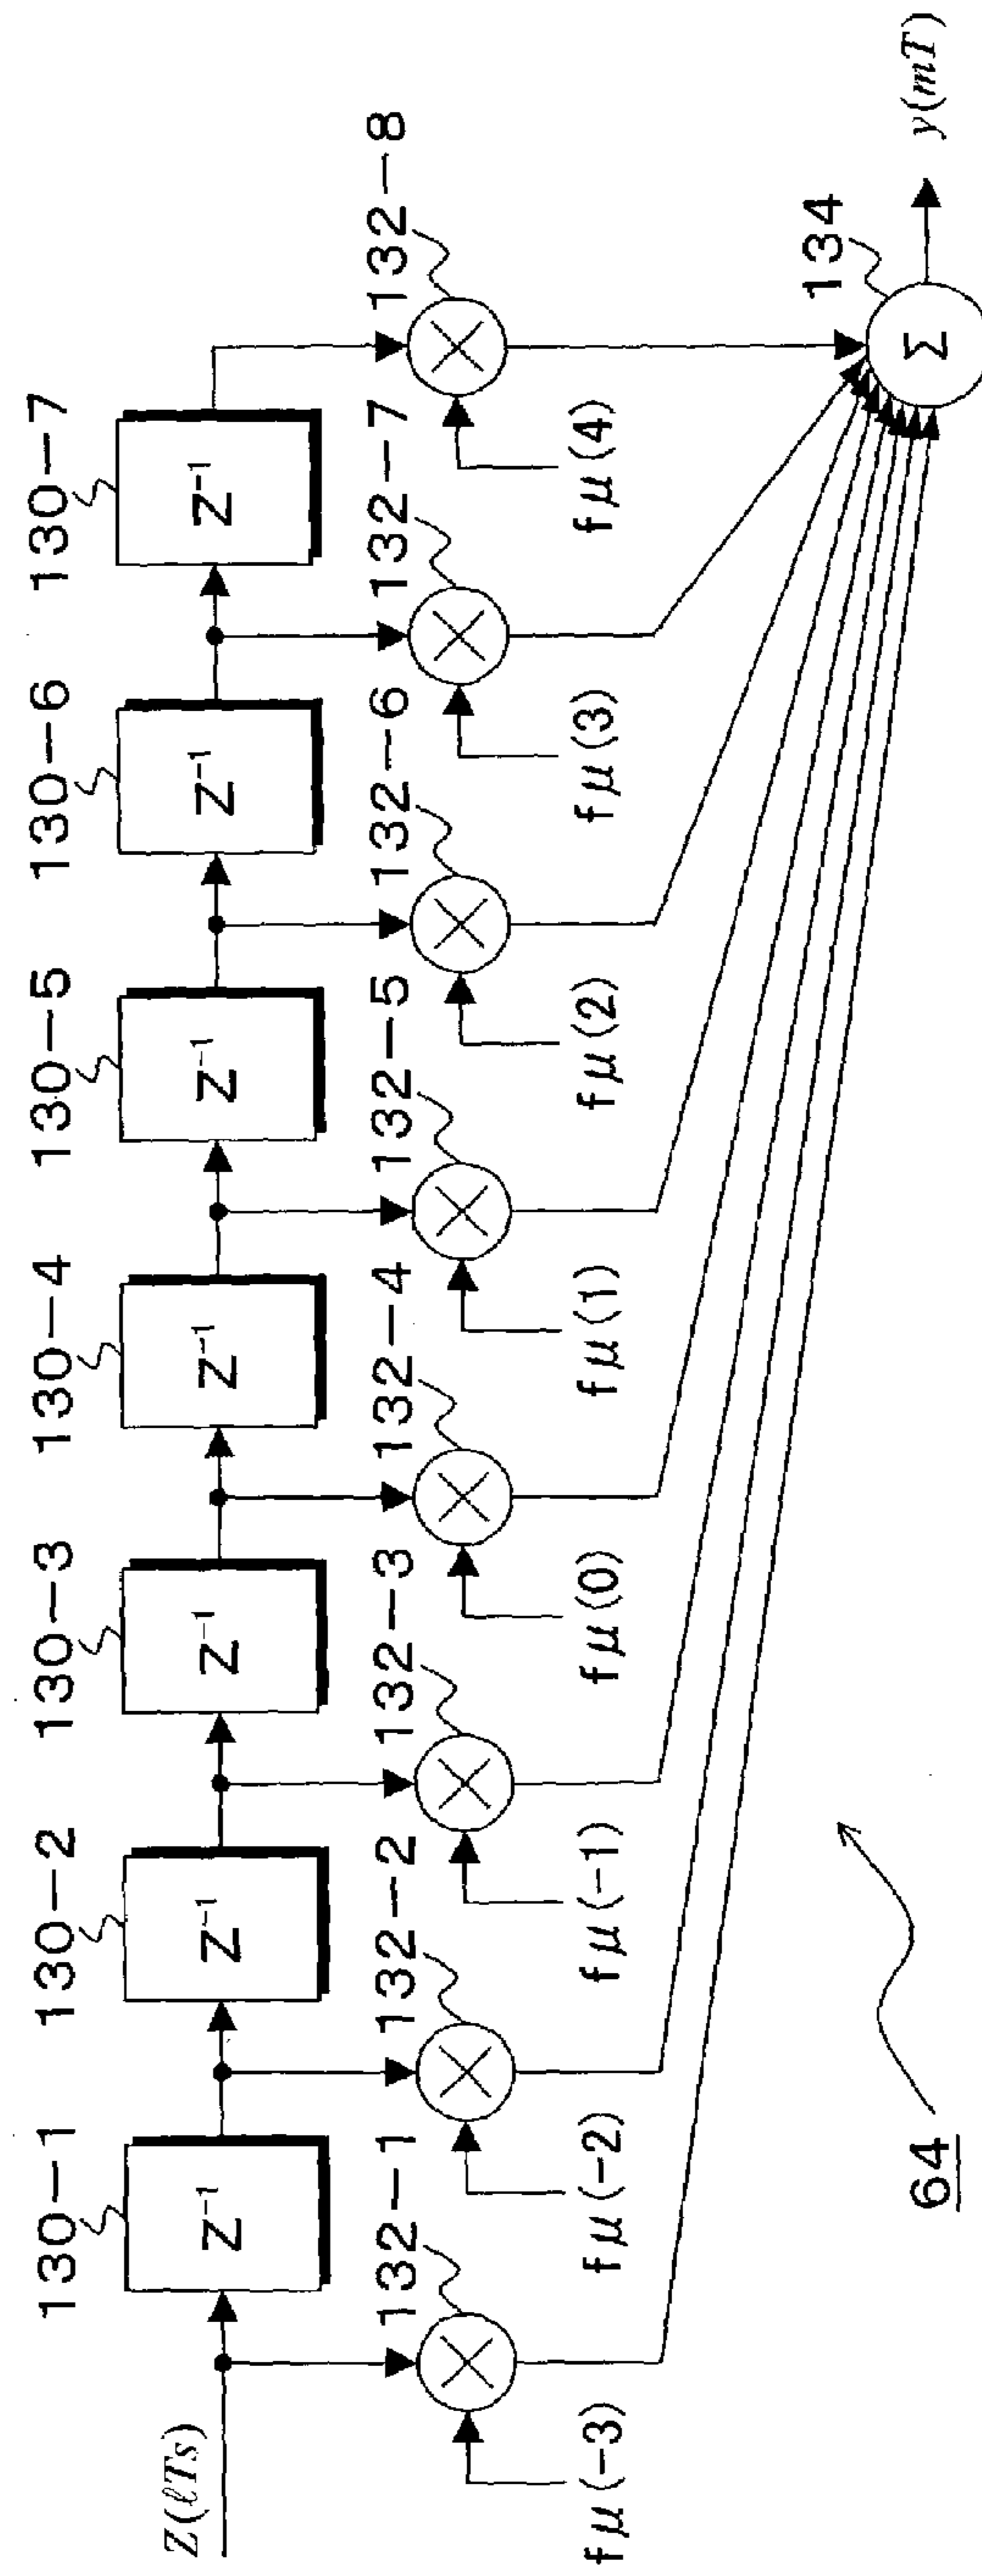 130-1 130-2 130-3 130-4 130-5 130-6 130-7
Z(ℓTs) Z⁻¹ Z⁻¹ Z⁻¹ Z⁻¹ Z⁻¹ Z⁻¹ Z⁻¹
132-1 132-2 132-3 132-4 132-5 132-6 132-7 132-8
fμ(-3) fμ(-2) fμ(-1) fμ(0) fμ(1) fμ(2) fμ(3) fμ(4)
134
Σ y(mT)
64